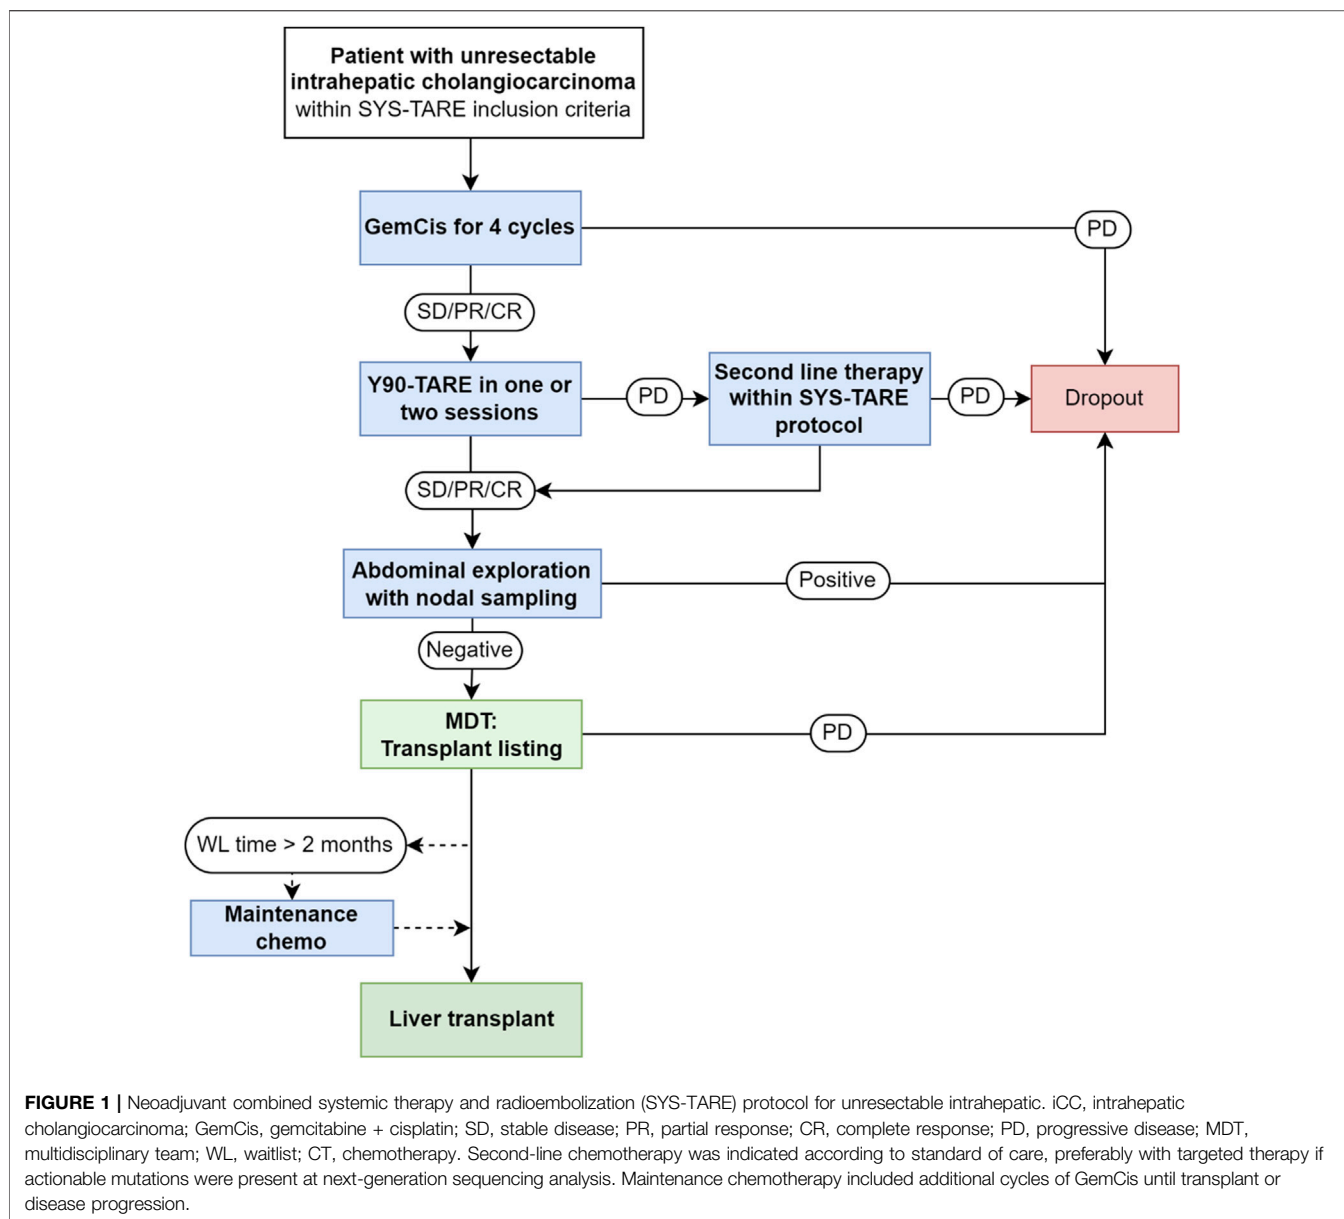 Patient with unresectable
intrahepatic cholangiocarcinoma
within SYS-TARE inclusion criteria
GemCis for 4 cycles
PD
SD/PR/CR
Y90-TARE in one or
two sessions
PD
Second line therapy
within SYS-TARE
protocol
PD
Dropout
SD/PR/CR
Abdominal exploration
with nodal sampling
Positive
Negative
MDT:
Transplant listing
PD
WL time > 2 months
Maintenance
chemo
Liver transplant
FIGURE 1 | Neoadjuvant combined systemic therapy and radioembolization (SYS-TARE) protocol for unresectable intrahepatic. iCC, intrahepatic
cholangiocarcinoma; GemCis, gemcitabine + cisplatin; SD, stable disease; PR, partial response; CR, complete response; PD, progressive disease; MDT,
multidisciplinary team; WL, waitlist; CT, chemotherapy. Second-line chemotherapy was indicated according to standard of care, preferably with targeted therapy if
actionable mutations were present at next-generation sequencing analysis. Maintenance chemotherapy included additional cycles of GemCis until transplant or
disease progression.